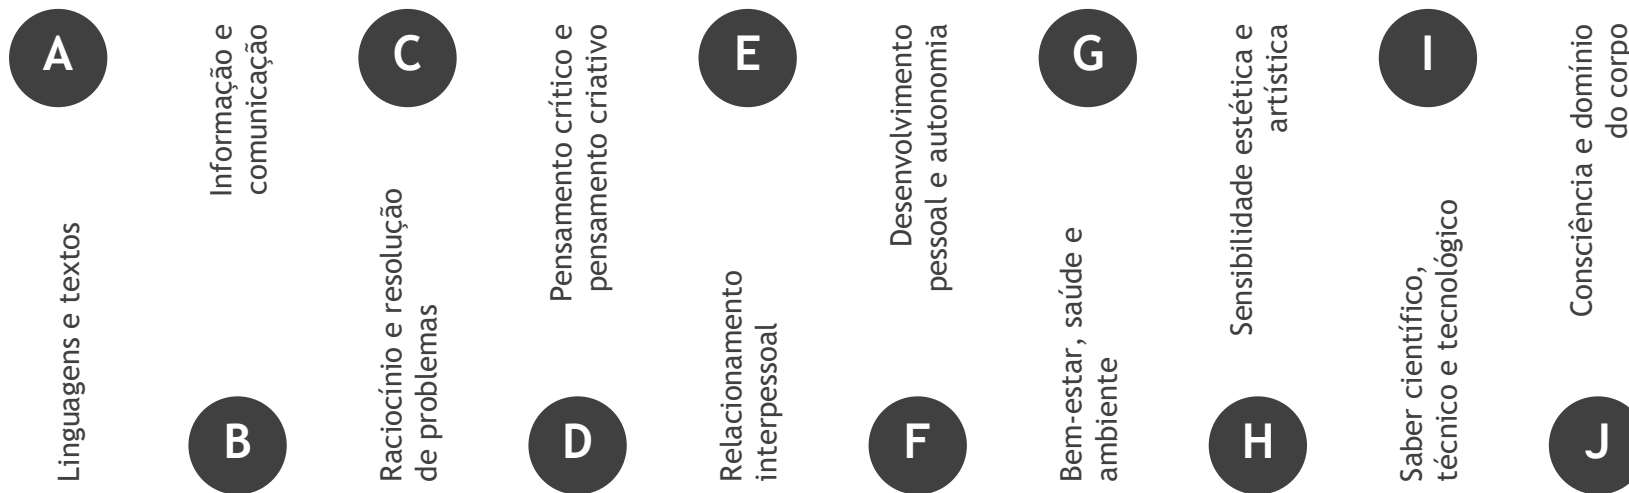 A
Linguagens e textos
Informação e
comunicação
B
C
Raciocínio e resolução
de problemas
Pensamento crítico e
pensamento criativo
D
E
Relacionamento
interpessoal
Desenvolvimento
pessoal e autonomia
F
G
Bem-estar, saúde e
ambiente
Sensibilidade estética e
artística
H
I
Saber científico,
técnico e tecnológico
Consciência e domínio
do corpo
J